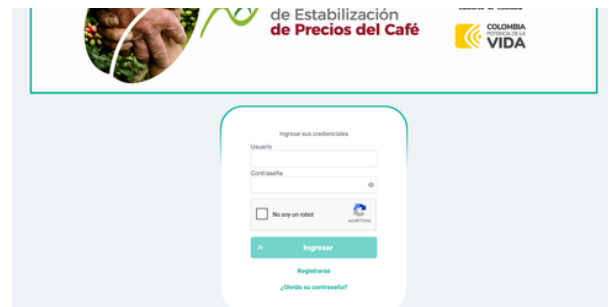 de Estabilización
de Precios del Café
COLOMBIA
POTENCIA DE LA
VIDA
Ingrese sus credenciales
Usuario
Contraseña
No soy un robot
reCAPTCHA
Ingresar
Registrarse
¿Olvido su contraseña?